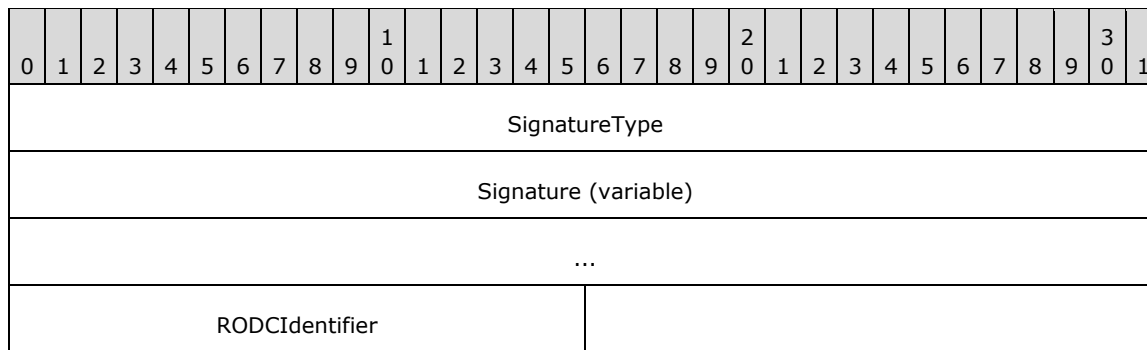 1 2 3
0 1 2 3 4 5 6 7 8 9 0 1 2 3 4 5 6 7 8 9 0 1 2 3 4 5 6 7 8 9 0 1
SignatureType
Signature (variable)
...
RODCIdentifier